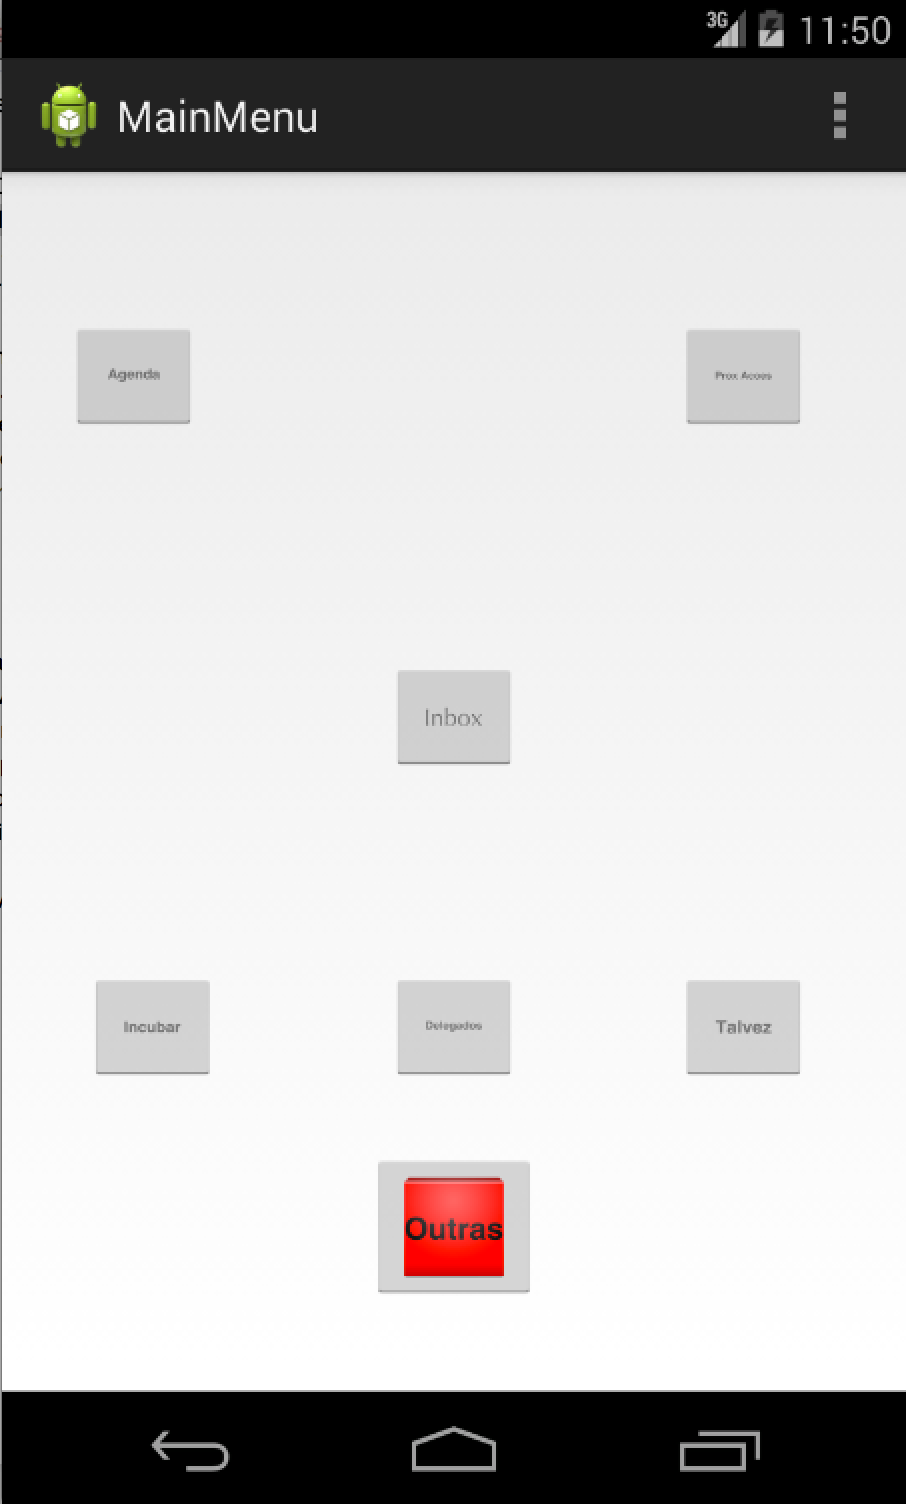 3G 11:50
MainMenu
Agenda
Prox Acoes
Inbox
Incubar
Delegados
Talvez
Outras